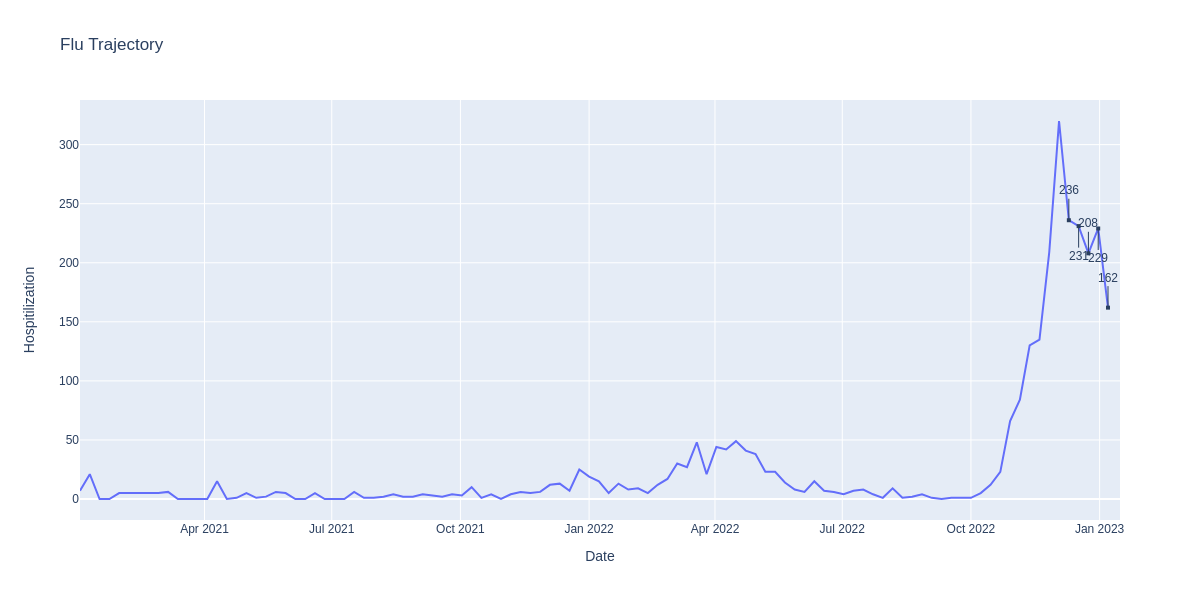 Flu Trajectory
Hospitilization
300
250
200
150
100
50
0
236
208
231
229
162
Apr 2021
Jul 2021
Oct 2021
Jan 2022
Apr 2022
Jul 2022
Oct 2022
Jan 2023
Date